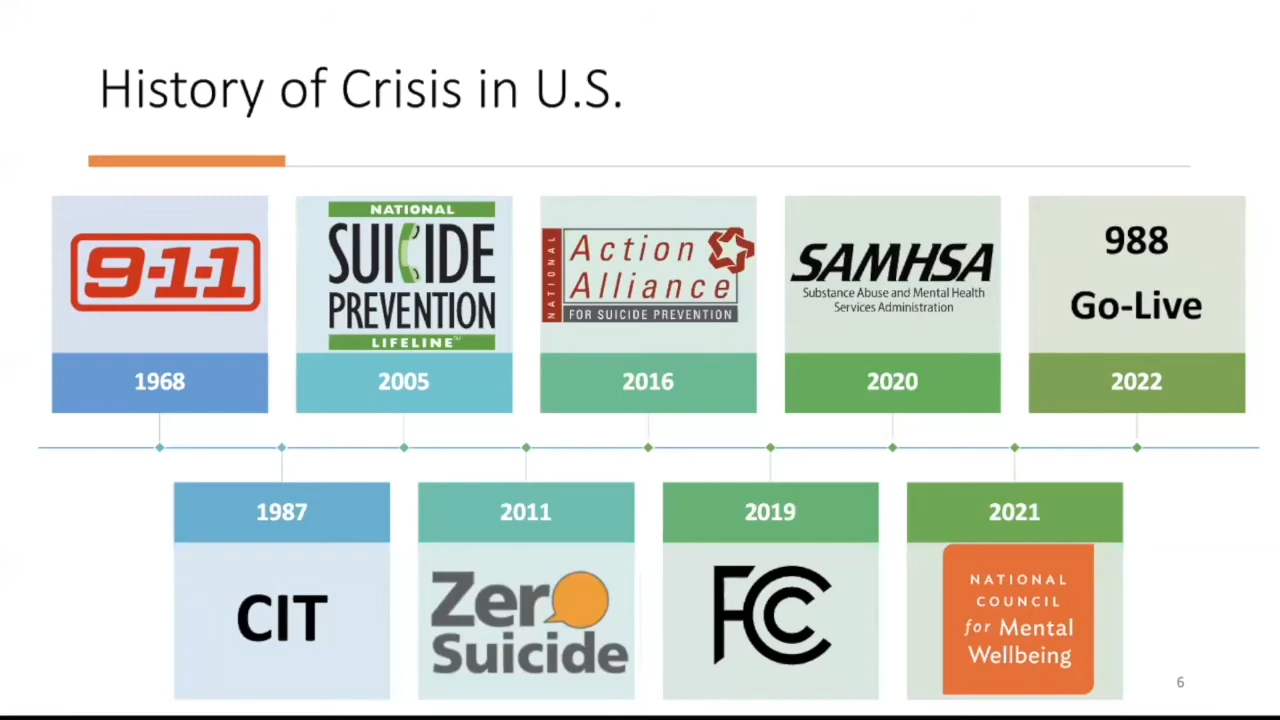 History of Crisis in U.S.
9-1-1
1968
NATIONAL
SUICIDE
PREVENTION
LIFELINE™
2005
NATIONAL
Action
Alliance
FOR SUICIDE PREVENTION
2016
SAMHSA
Substance Abuse and Mental Health
Services Administration
2020
988
Go-Live
2022
1987
CIT
2011
Zero
Suicide
2019
FCC
2021
NATIONAL
COUNCIL
for Mental
Wellbeing
6